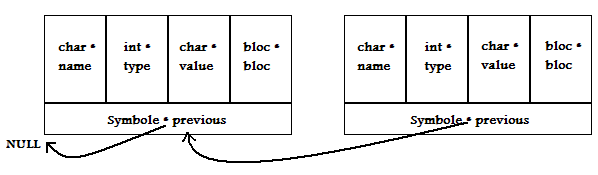 char * int * char * bloc *
name type value bloc
Symbole * previous
char * int * char * bloc *
name type value bloc
Symbole * previous
NULL